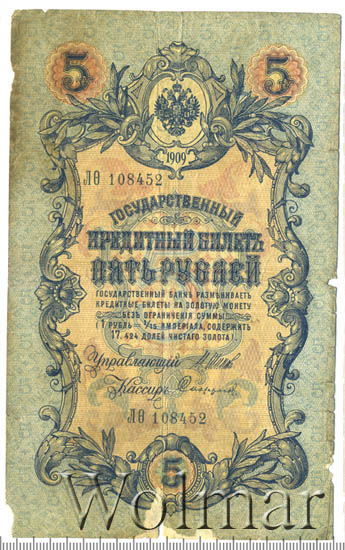 5 5
1909
ЛѲ 108452
ГОСУДАРСТВЕННЫЙ
КРЕДИТНЫЙ БИЛЕТЪ
ПЯТЬ РУБЛЕЙ
ГОСУДАРСТВЕННЫЙ БАНКЪ РАЗМѢНИВАЕТЪ
КРЕДИТНЫЕ БИЛЕТЫ НА ЗОЛОТУЮ МОНЕТУ
БЕЗЪ ОГРАНИЧЕНІЯ СУММЫ
(1 РУБЛЬ = 1/15 ИМПЕРІАЛА, СОДЕРЖИТЪ
17,424 ДОЛЕЙ ЧИСТАГО ЗОЛОТА).
Управляющій
Кассиръ
ЛѲ 108452
5
Wolmar